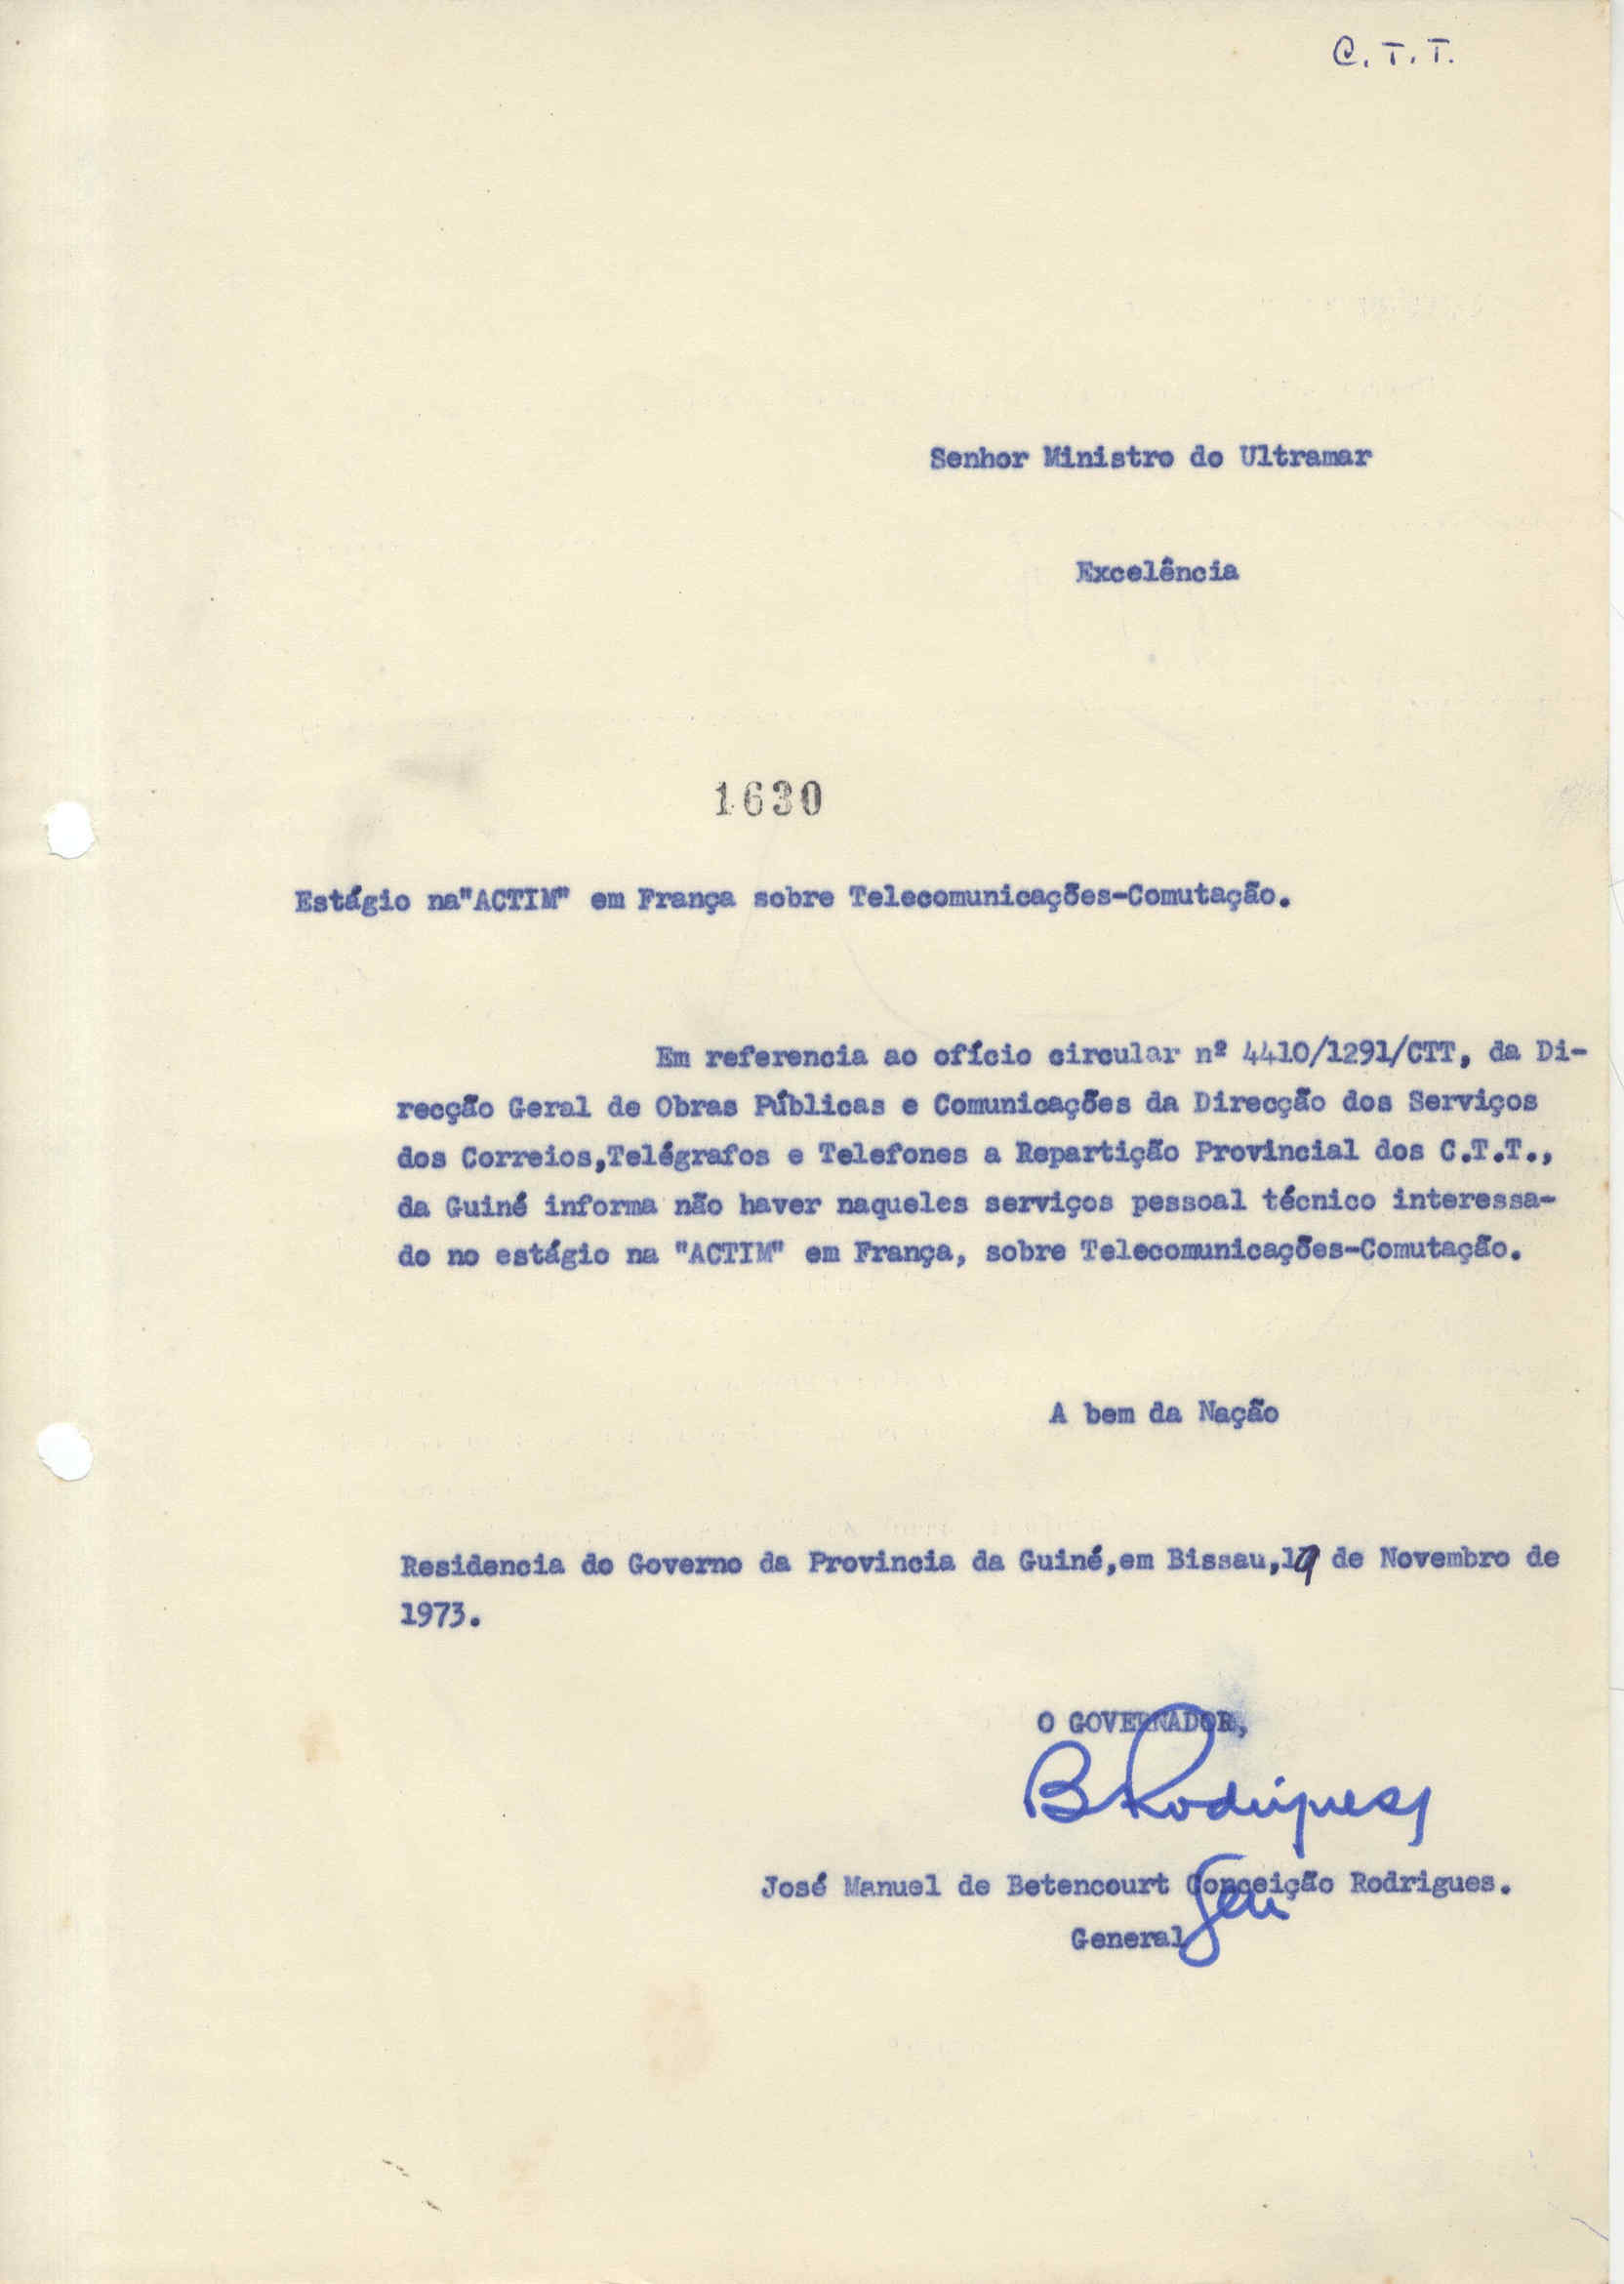 C.T.T.
Senhor Ministro do Ultramar
Excelência
1630
Estágio na"ACTIM" em França sobre Telecomunicações-Comutação.
Em referencia ao ofício circular nº 4410/1291/CTT, da Di-
recção Geral de Obras Públicas e Comunicações da Direcção dos Serviços
dos Correios,Telégrafos e Telefones a Repartição Provincial dos C.T.T.,
da Guiné informa não haver naqueles serviços pessoal técnico interessa-
do no estágio na "ACTIM" em França, sobre Telecomunicações-Comutação.
A bem da Nação
Residencia do Governo da Provincia da Guiné,em Bissau,19 de Novembro de
1973.
O GOVERNADOR,
BRodrigues
José Manuel de Betencourt Conceição Rodrigues.
Gen
General